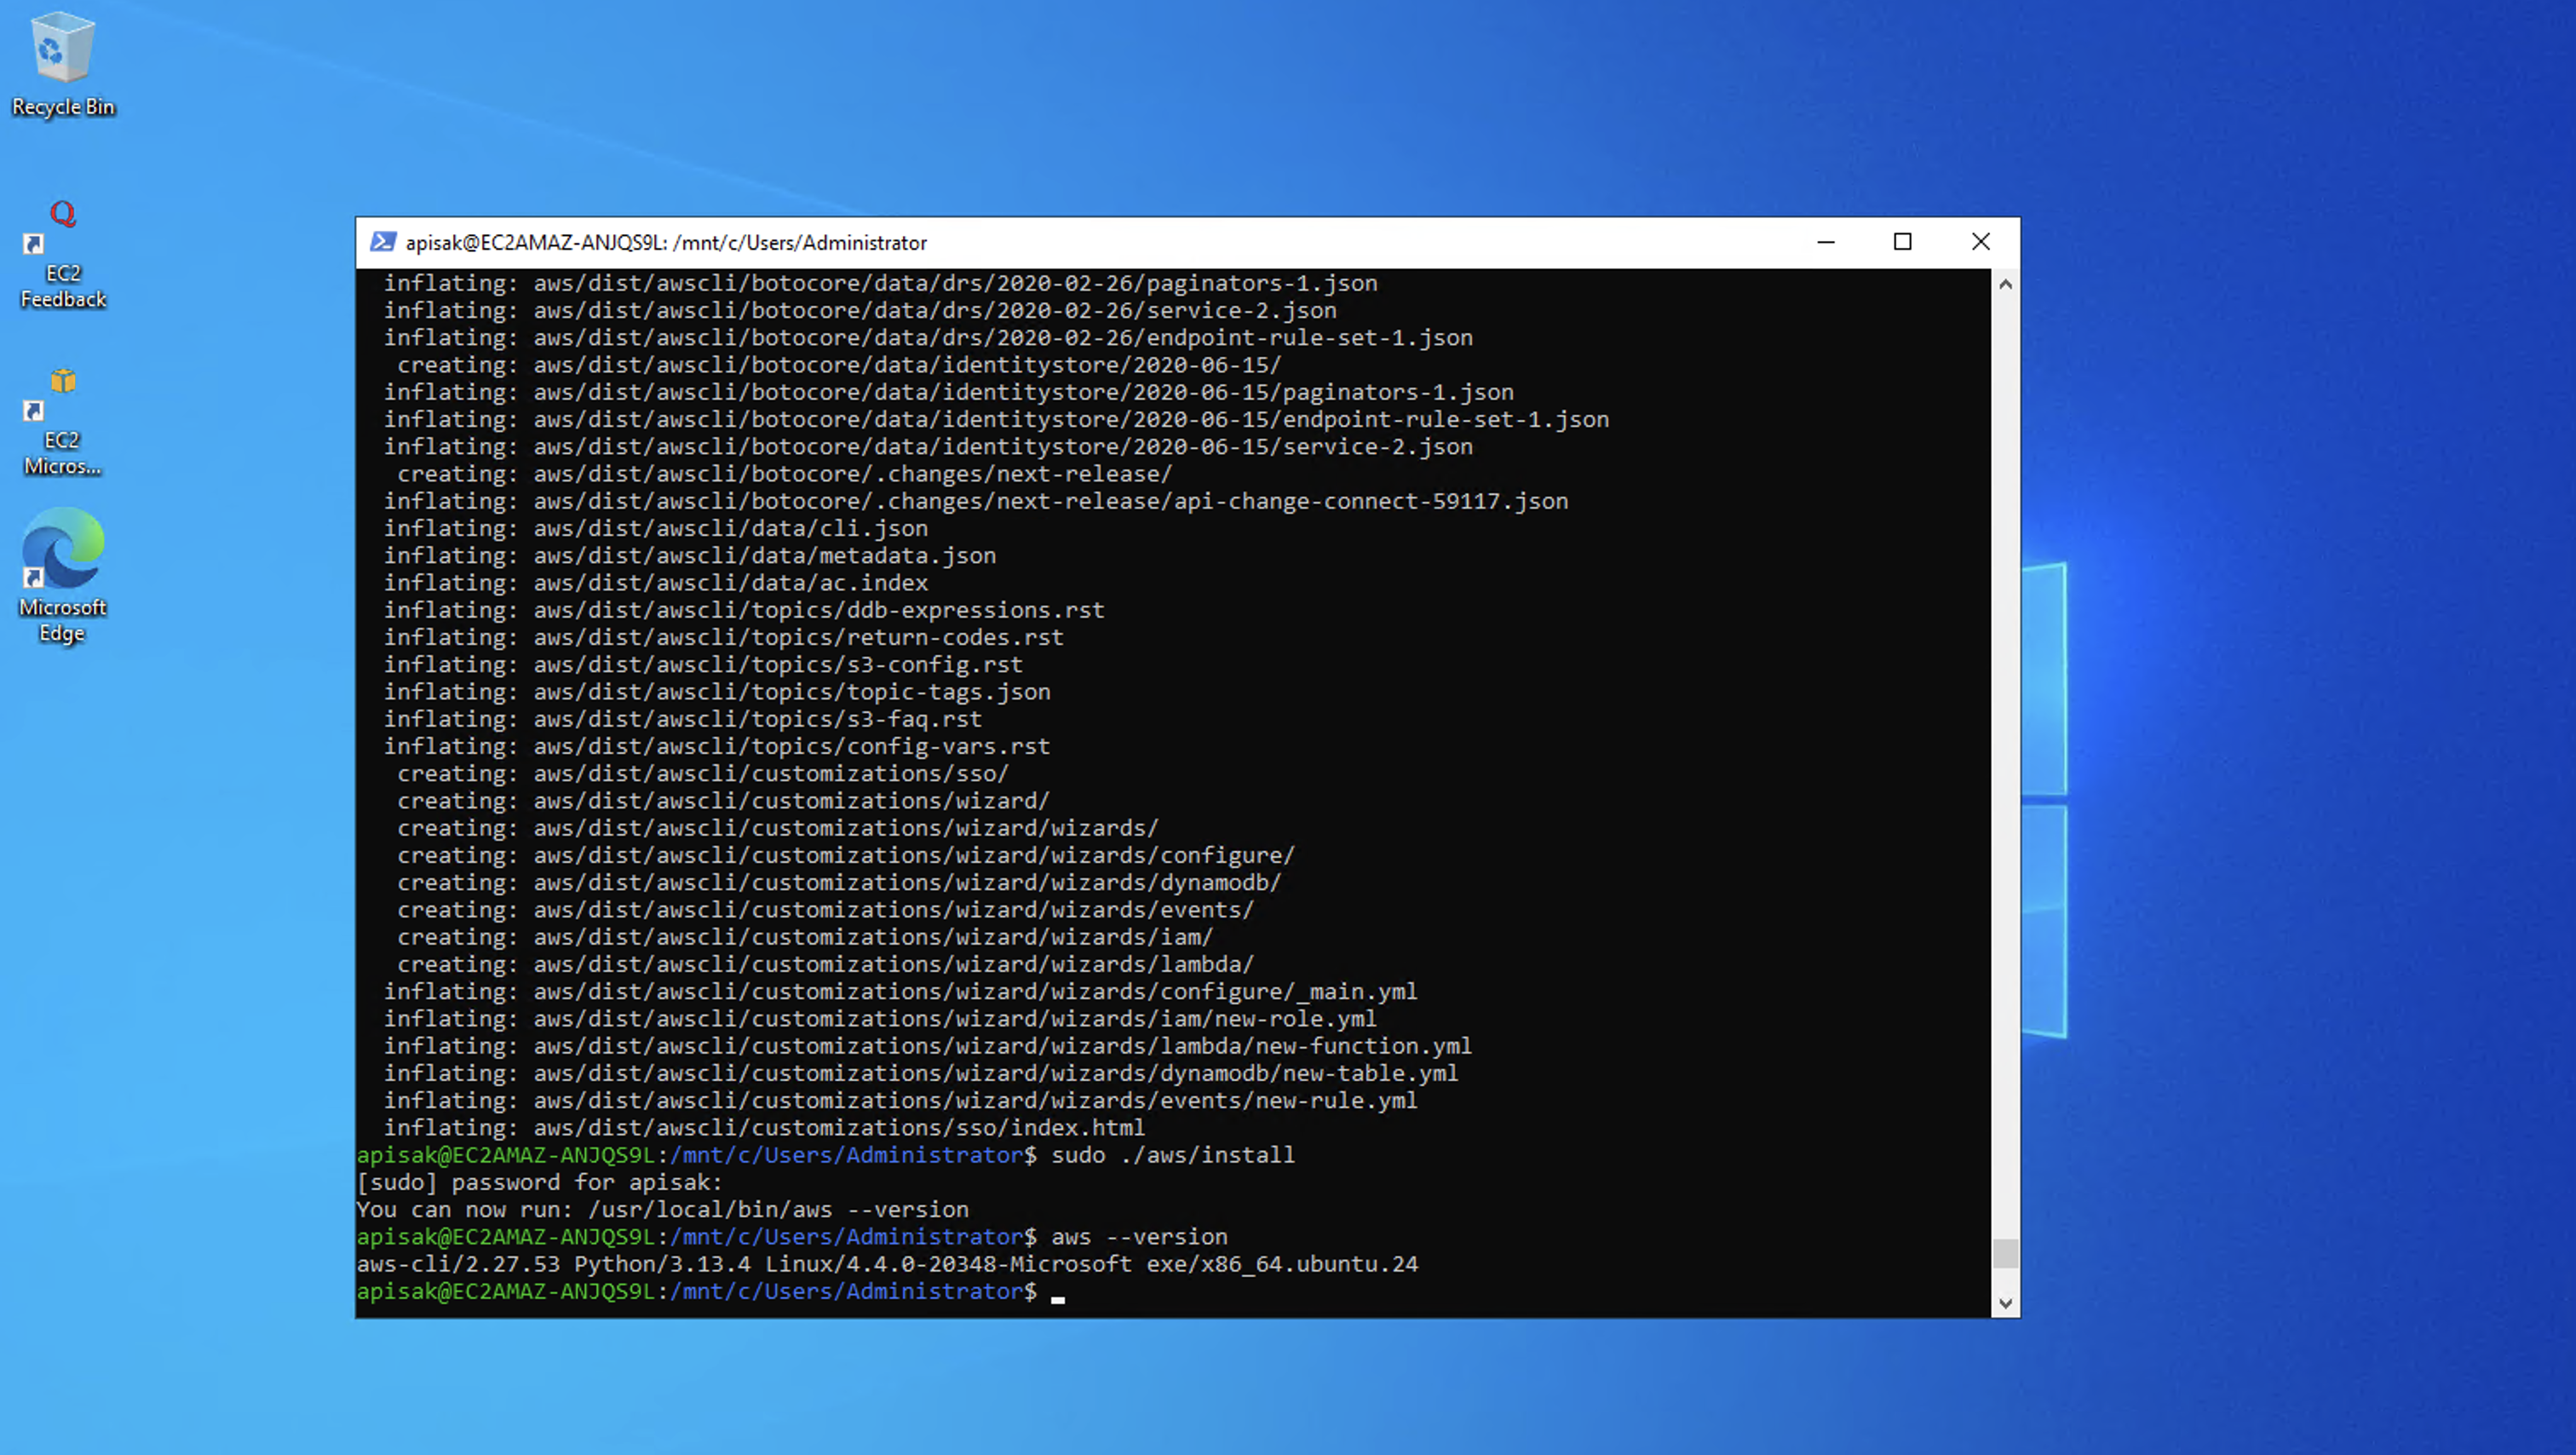 Recycle Bin
Q
EC2
Feedback
EC2
Micros...
Microsoft
Edge
apisak@EC2AMAZ-ANJQS9L: /mnt/c/Users/Administrator
inflating: aws/dist/awscli/botocore/data/drs/2020-02-26/paginators-1.json
inflating: aws/dist/awscli/botocore/data/drs/2020-02-26/service-2.json
inflating: aws/dist/awscli/botocore/data/drs/2020-02-26/endpoint-rule-set-1.json
creating: aws/dist/awscli/botocore/data/identitystore/2020-06-15/
inflating: aws/dist/awscli/botocore/data/identitystore/2020-06-15/paginators-1.json
inflating: aws/dist/awscli/botocore/data/identitystore/2020-06-15/endpoint-rule-set-1.json
inflating: aws/dist/awscli/botocore/data/identitystore/2020-06-15/service-2.json
creating: aws/dist/awscli/botocore/.changes/next-release/
inflating: aws/dist/awscli/botocore/.changes/next-release/api-change-connect-59117.json
inflating: aws/dist/awscli/data/cli.json
inflating: aws/dist/awscli/data/metadata.json
inflating: aws/dist/awscli/data/ac.index
inflating: aws/dist/awscli/topics/ddb-expressions.rst
inflating: aws/dist/awscli/topics/return-codes.rst
inflating: aws/dist/awscli/topics/s3-config.rst
inflating: aws/dist/awscli/topics/topic-tags.json
inflating: aws/dist/awscli/topics/s3-faq.rst
inflating: aws/dist/awscli/topics/config-vars.rst
creating: aws/dist/awscli/customizations/sso/
creating: aws/dist/awscli/customizations/wizard/
creating: aws/dist/awscli/customizations/wizard/wizards/
creating: aws/dist/awscli/customizations/wizard/wizards/configure/
creating: aws/dist/awscli/customizations/wizard/wizards/dynamodb/
creating: aws/dist/awscli/customizations/wizard/wizards/events/
creating: aws/dist/awscli/customizations/wizard/wizards/iam/
creating: aws/dist/awscli/customizations/wizard/wizards/lambda/
inflating: aws/dist/awscli/customizations/wizard/wizards/configure/_main.yml
inflating: aws/dist/awscli/customizations/wizard/wizards/iam/new-role.yml
inflating: aws/dist/awscli/customizations/wizard/wizards/lambda/new-function.yml
inflating: aws/dist/awscli/customizations/wizard/wizards/dynamodb/new-table.yml
inflating: aws/dist/awscli/customizations/wizard/wizards/events/new-rule.yml
inflating: aws/dist/awscli/customizations/sso/index.html
apisak@EC2AMAZ-ANJQS9L:/mnt/c/Users/Administrator$ sudo ./aws/install
[sudo] password for apisak:
You can now run: /usr/local/bin/aws --version
apisak@EC2AMAZ-ANJQS9L:/mnt/c/Users/Administrator$ aws --version
aws-cli/2.27.53 Python/3.13.4 Linux/4.4.0-20348-Microsoft exe/x86_64.ubuntu.24
apisak@EC2AMAZ-ANJQS9L:/mnt/c/Users/Administrator$